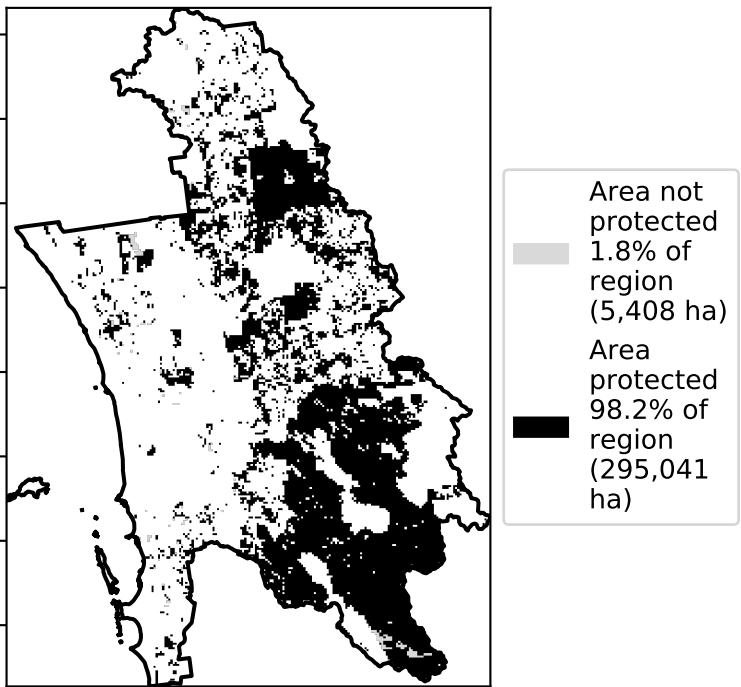 Area not
protected
1.8% of
region
(5,408 ha)
Area
protected
98.2% of
region
(295,041
ha)